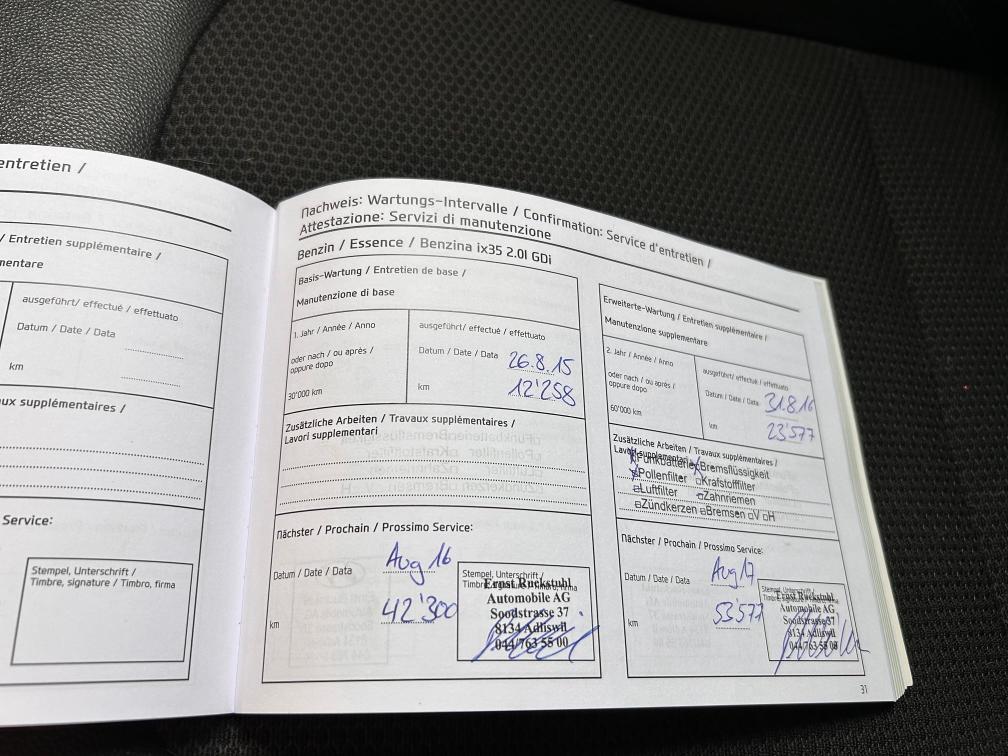 entretien /
/ Entretien supplémentaire /
mentare
ausgeführt/ effectué / effettuato
Datum / Date / Data
km
aux supplémentaires /
Service:
Stempel, Unterschrift /
Timbre, signature / Timbro, firma
Nachweis: Wartungs-Intervalle / Confirmation: Service d'entretien /
Attestazione: Servizi di manutenzione
Benzin / Essence / Benzina ix35 2.0l GDi
Basis-Wartung / Entretien de base /
Manutenzione di base
1. Jahr / Année / Anno
oder nach / ou après /
oppure dopo
30'000 km
ausgeführt/ effectué / effettuato
Datum / Date / Data 26.8.15
km 12'258
Zusätzliche Arbeiten / Travaux supplémentaires /
Lavori supplementari
Nächster / Prochain / Prossimo Service:
Datum / Date / Data Aug 16
km 42'300
Stempel, Unterschrift /
Ernst Ruckstuhl
Automobile AG
Soodstrasse 37
8134 Adliswil
044/763 55 00
Erweiterte-Wartung / Entretien supplémentaire /
Manutenzione supplementare
2. Jahr / Année / Anno
oder nach / ou après /
oppure dopo
60'000 km
ausgeführt/ effectué / effettuato
Datum / Date / Data 31.8.16
km 23'577
Zusätzliche Arbeiten / Travaux supplémentaires /
Lavori supplementari
Funkbatterie Bremsflüssigkeit
Pollenfilter Krafstofffilter
Luftfilter Zahnriemen
Zündkerzen Bremsen V H
Nächster / Prochain / Prossimo Service:
Datum / Date / Data Aug 17
km 53'577
Ernst Ruckstuhl
Automobile AG
Soodstrasse 37
8134 Adliswil
044/763 55 00
31